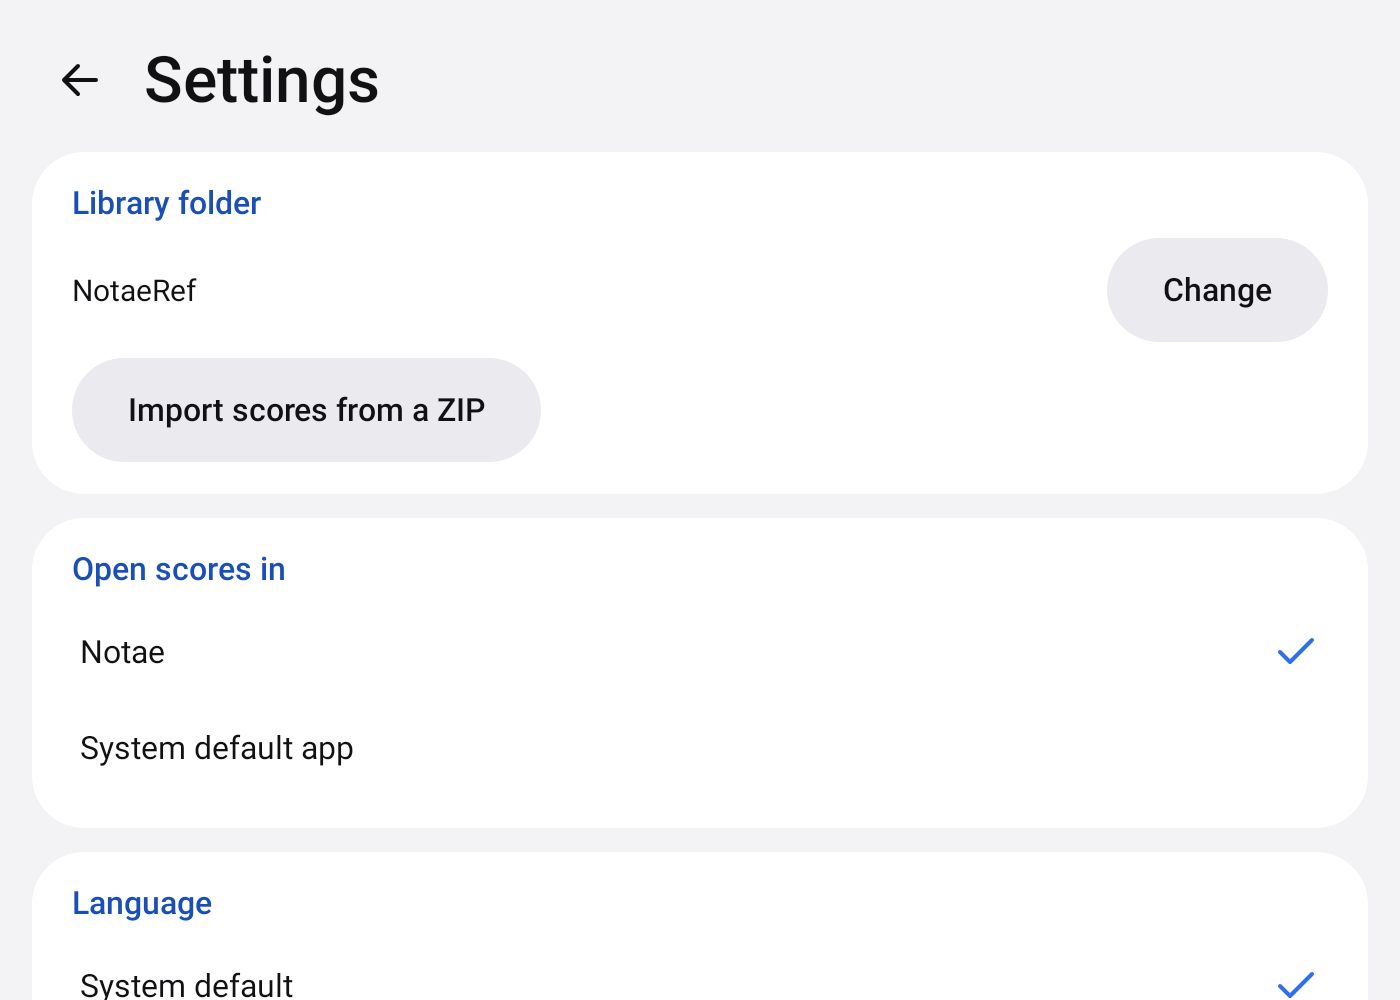 Settings
Library folder
NotaeRef
Change
Import scores from a ZIP
Open scores in
Notae
System default app
Language
System default